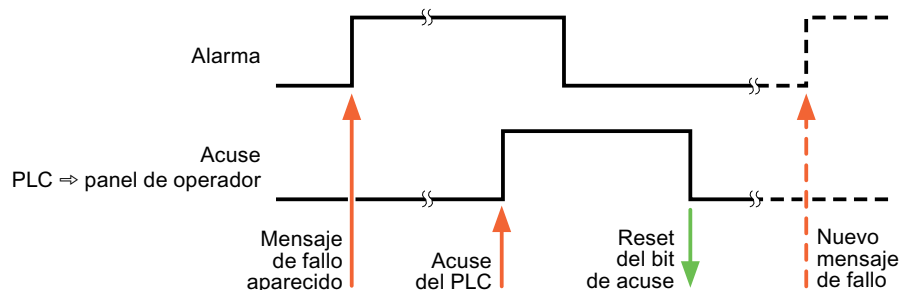 Alarma
Acuse
PLC ⇨ panel de operador
Mensaje
de fallo
aparecido
Acuse
del PLC
Reset
del bit
de acuse
Nuevo
mensaje
de fallo